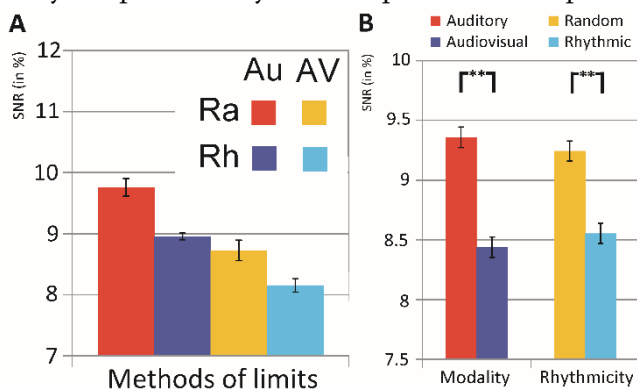 A
SNR (in %)
12
11
10
9
8
7
Au AV
Ra
Rh
Methods of limits
B
Auditory
Random
Audiovisual
Rhythmic
SNR (in %)
10
9.5
9
8.5
8
7.5
**
**
Modality
Rhythmicity